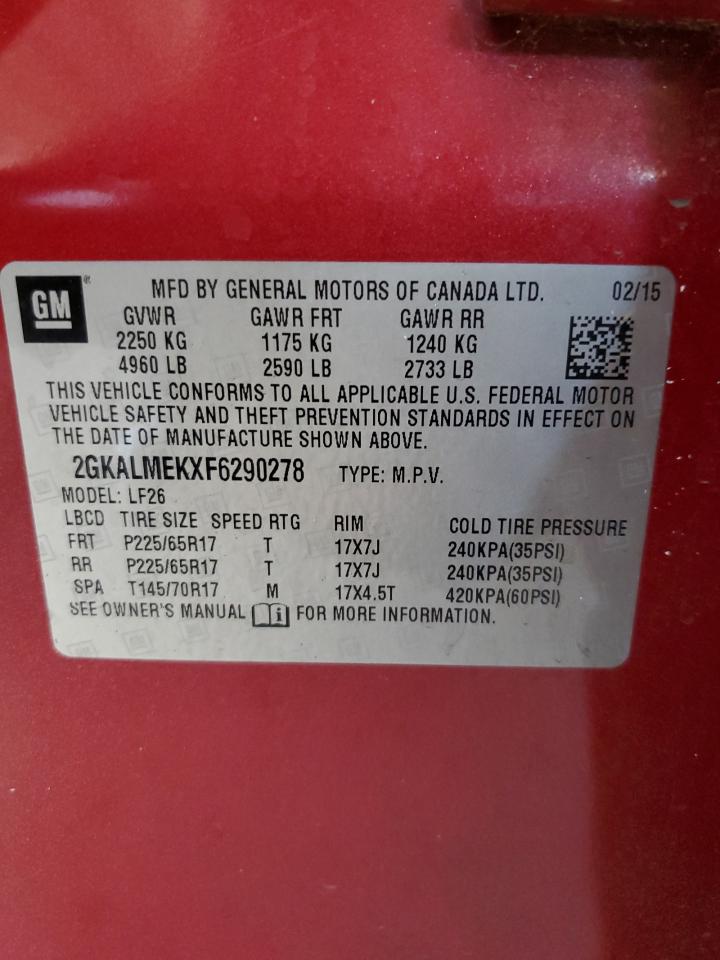 GM ® MFD BY GENERAL MOTORS OF CANADA LTD. 02/15
GVWR GAWR FRT GAWR RR
2250 KG 1175 KG 1240 KG
4960 LB 2590 LB 2733 LB
THIS VEHICLE CONFORMS TO ALL APPLICABLE U.S. FEDERAL MOTOR
VEHICLE SAFETY AND THEFT PREVENTION STANDARDS IN EFFECT ON
THE DATE OF MANUFACTURE SHOWN ABOVE.
2GKALMEKXF6290278 TYPE: M.P.V.
MODEL: LF26
LBCD TIRE SIZE SPEED RTG RIM COLD TIRE PRESSURE
FRT P225/65R17 T 17X7J 240KPA(35PSI)
RR P225/65R17 T 17X7J 240KPA(35PSI)
SPA T145/70R17 M 17X4.5T 420KPA(60PSI)
SEE OWNER'S MANUAL i FOR MORE INFORMATION.